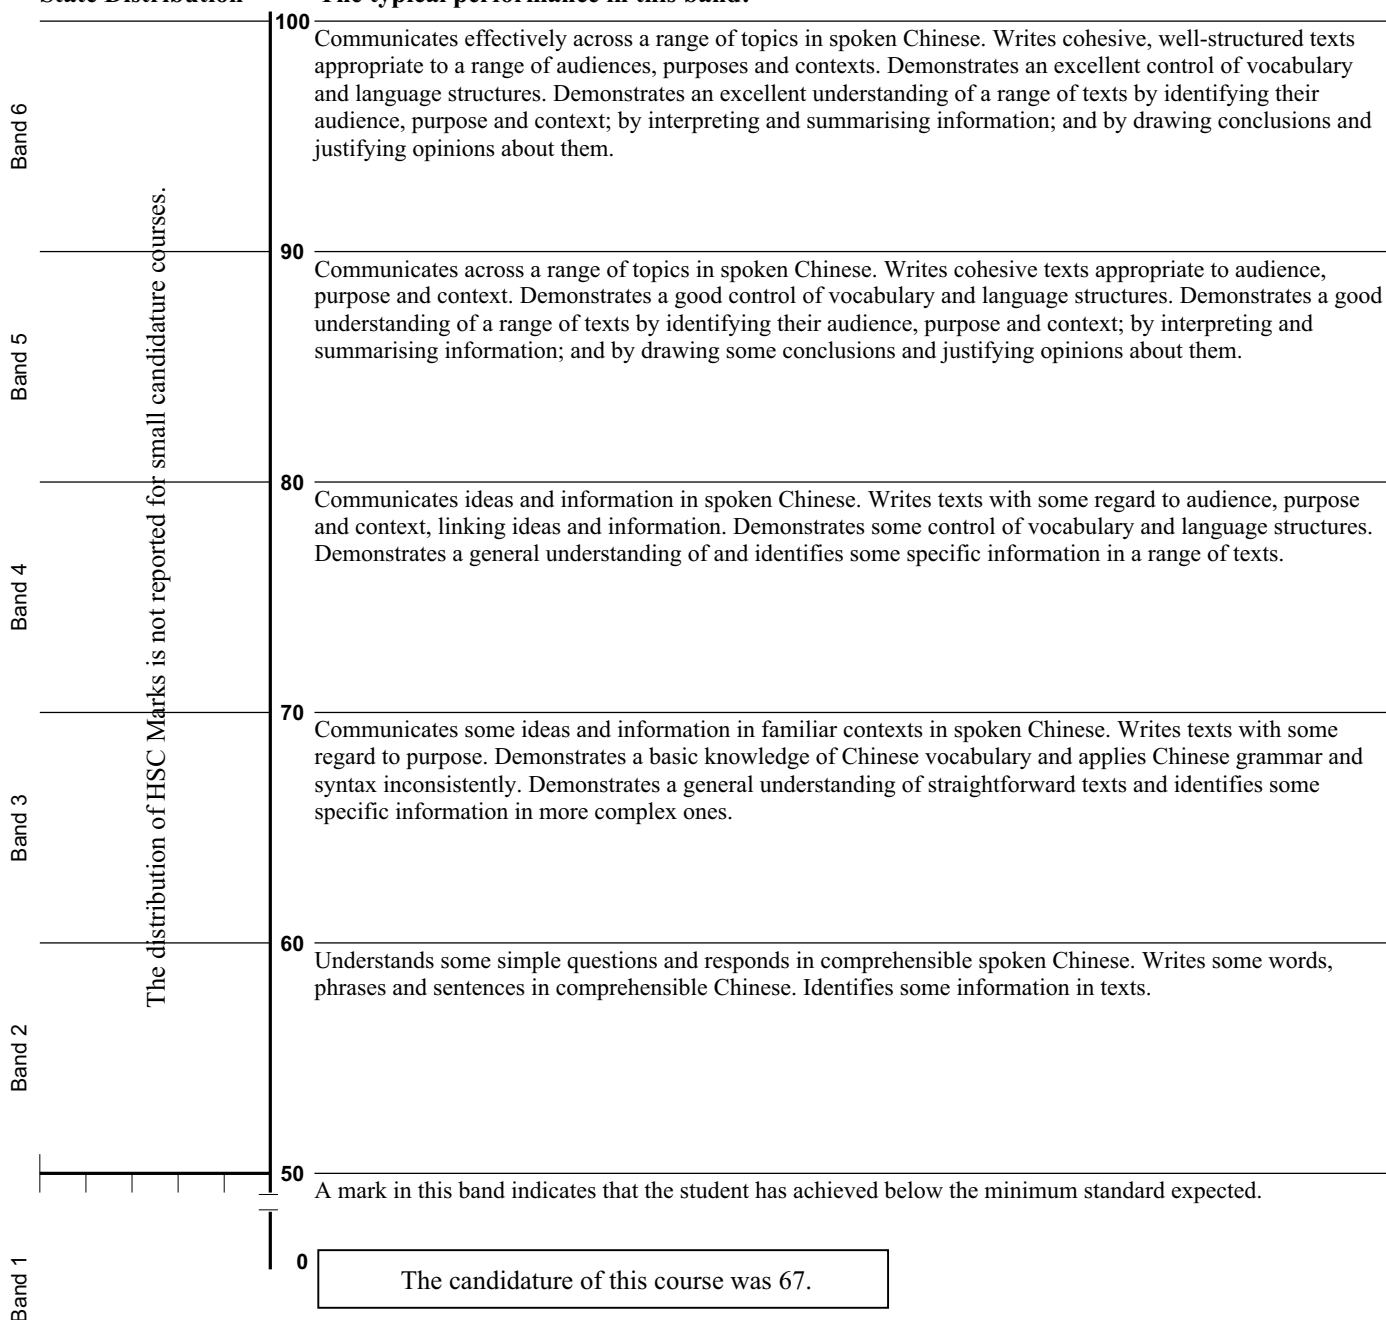 100
Communicates effectively across a range of topics in spoken Chinese. Writes cohesive, well-structured texts
appropriate to a range of audiences, purposes and contexts. Demonstrates an excellent control of vocabulary
and language structures. Demonstrates an excellent understanding of a range of texts by identifying their
audience, purpose and context; by interpreting and summarising information; and by drawing conclusions and
justifying opinions about them.
Band 6
90
Communicates across a range of topics in spoken Chinese. Writes cohesive texts appropriate to audience,
purpose and context. Demonstrates a good control of vocabulary and language structures. Demonstrates a good
understanding of a range of texts by identifying their audience, purpose and context; by interpreting and
summarising information; and by drawing some conclusions and justifying opinions about them.
Band 5
The distribution of HSC Marks is not reported for small candidature courses.
80
Communicates ideas and information in spoken Chinese. Writes texts with some regard to audience, purpose
and context, linking ideas and information. Demonstrates some control of vocabulary and language structures.
Demonstrates a general understanding of and identifies some specific information in a range of texts.
Band 4
70
Communicates some ideas and information in familiar contexts in spoken Chinese. Writes texts with some
regard to purpose. Demonstrates a basic knowledge of Chinese vocabulary and applies Chinese grammar and
syntax inconsistently. Demonstrates a general understanding of straightforward texts and identifies some
specific information in more complex ones.
Band 3
60
Understands some simple questions and responds in comprehensible spoken Chinese. Writes some words,
phrases and sentences in comprehensible Chinese. Identifies some information in texts.
Band 2
50
A mark in this band indicates that the student has achieved below the minimum standard expected.
0
Band 1
The candidature of this course was 67.